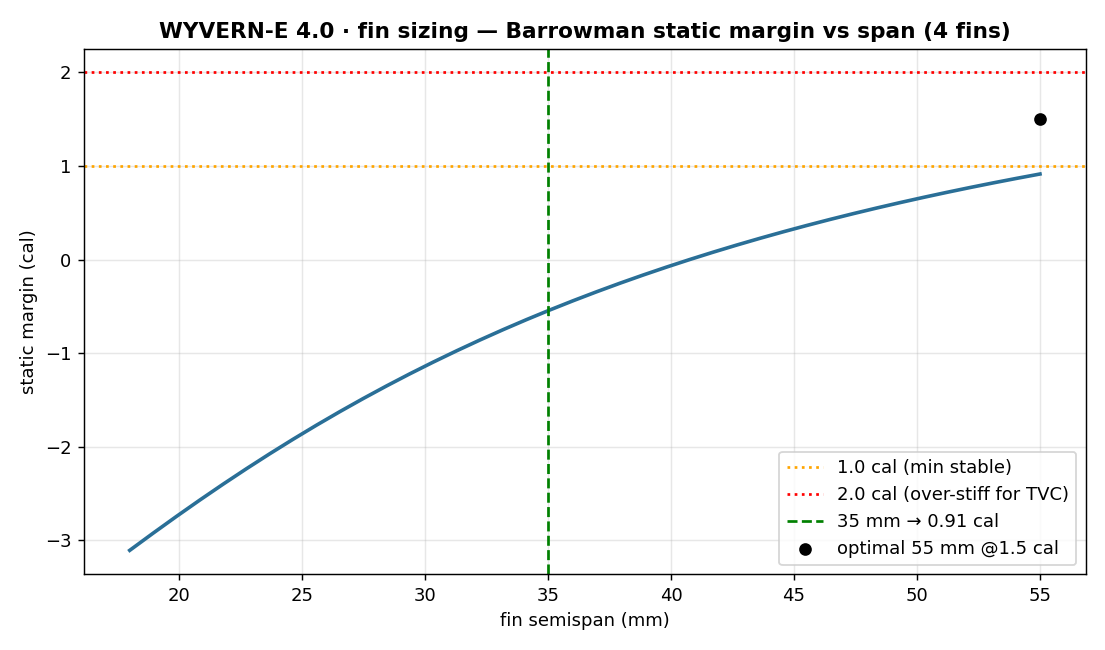 WYVERN-E 4.0 · fin sizing — Barrowman static margin vs span (4 fins)
static margin (cal)
2
1
0
−1
−2
−3
20 25 30 35 40 45 50 55
fin semispan (mm)
1.0 cal (min stable)
2.0 cal (over-stiff for TVC)
35 mm → 0.91 cal
optimal 55 mm @1.5 cal